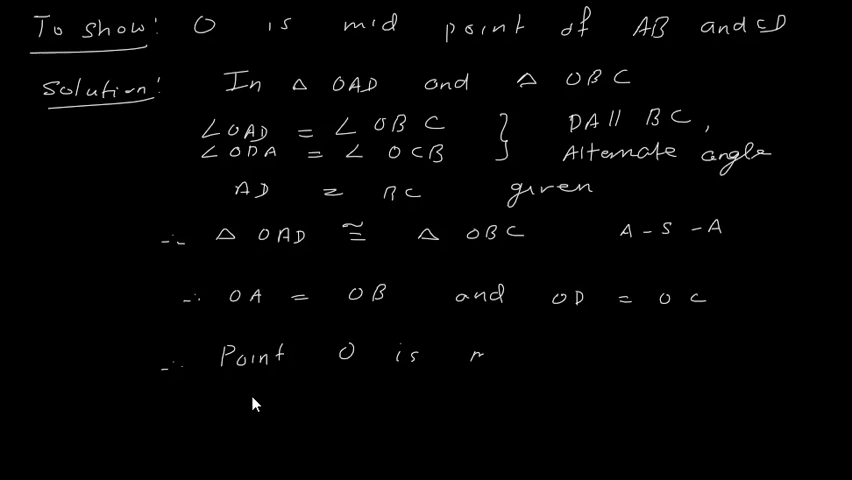 To show: O is mid point of AB and CD
Solution: In △ OAD and △ OBC
∠OAD = ∠OBC } DA || BC,
∠ODA = ∠OCB } Alternate angle
AD = BC given
∴ △ OAD ≅ △ OBC A-S-A
∴ OA = OB and OD = OC
∴ Point O is m